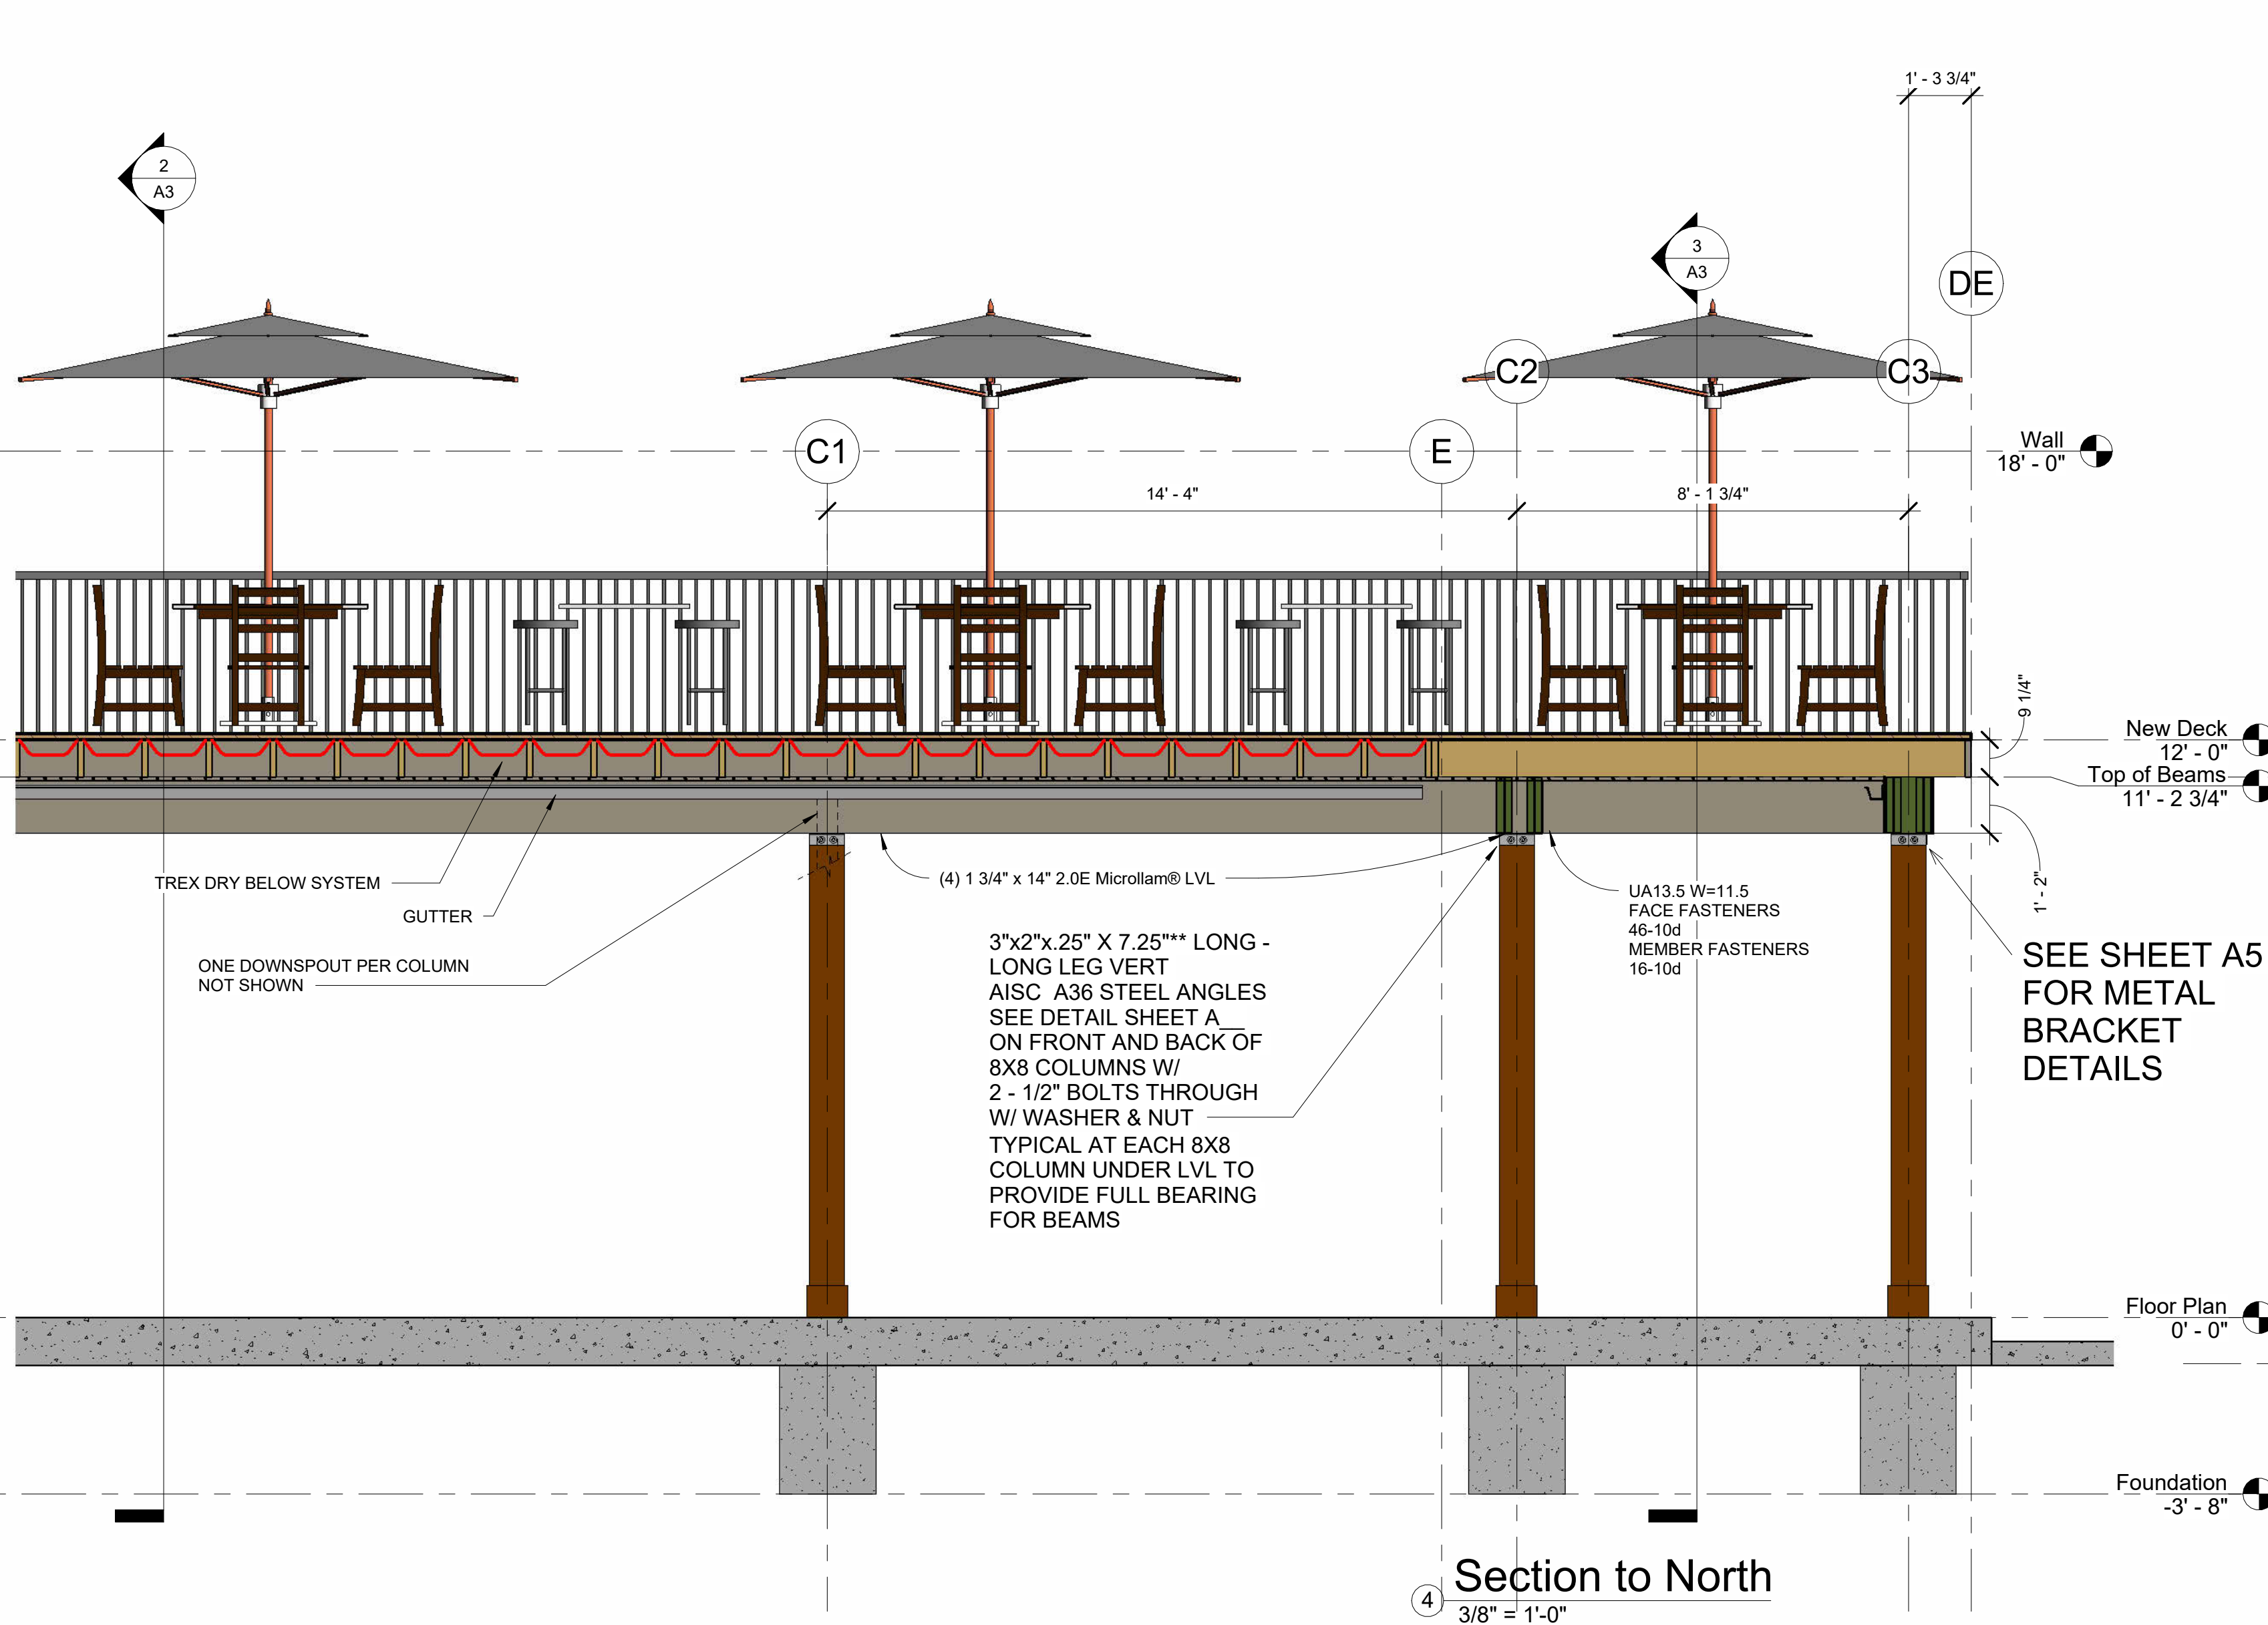 1' - 3 3/4"
2
A3
3
A3
DE
C2
C3
C1
E
Wall
18' - 0"
14' - 4"
8' - 1 3/4"
9 1/4"
New Deck
12' - 0"
Top of Beams
11' - 2 3/4"
1' - 2"
TREX DRY BELOW SYSTEM
GUTTER
ONE DOWNSPOUT PER COLUMN
NOT SHOWN
(4) 1 3/4" x 14" 2.0E Microllam® LVL
UA13.5 W=11.5
FACE FASTENERS
46-10d
MEMBER FASTENERS
16-10d
3"x2"x.25" X 7.25"** LONG -
LONG LEG VERT
AISC  A36 STEEL ANGLES
SEE DETAIL SHEET A__
ON FRONT AND BACK OF
8X8 COLUMNS W/
2 - 1/2" BOLTS THROUGH
W/ WASHER & NUT
TYPICAL AT EACH 8X8
COLUMN UNDER LVL TO
PROVIDE FULL BEARING
FOR BEAMS
SEE SHEET A5
FOR METAL
BRACKET
DETAILS
Floor Plan
0' - 0"
Foundation
-3' - 8"
4
Section to North
3/8" = 1'-0"